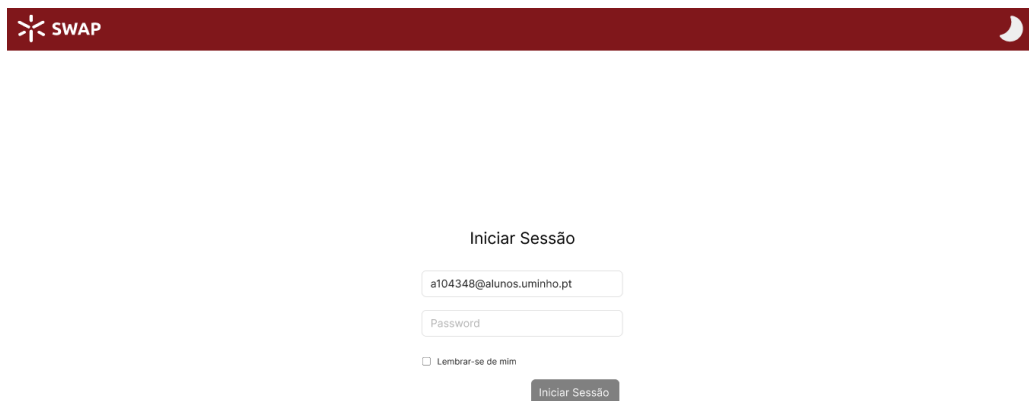 SWAP
Iniciar Sessão
a104348@alunos.uminho.pt
Password
Lembrar-se de mim
Iniciar Sessão